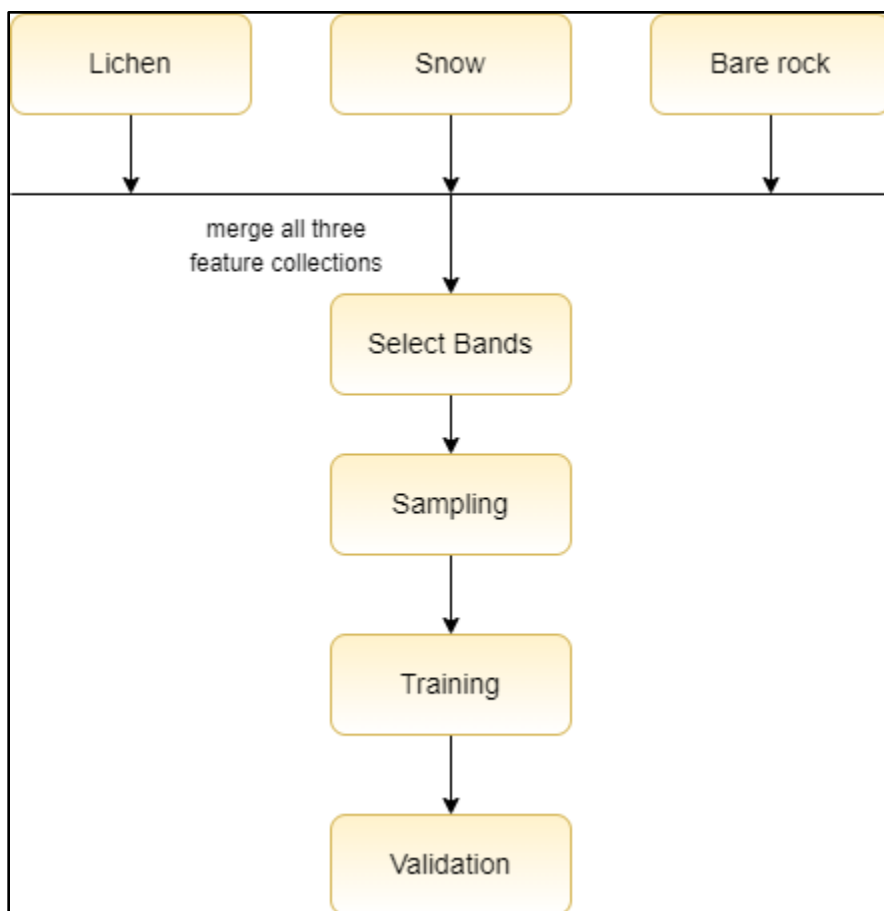 Lichen
Snow
Bare rock
merge all three
feature collections
Select Bands
Sampling
Training
Validation